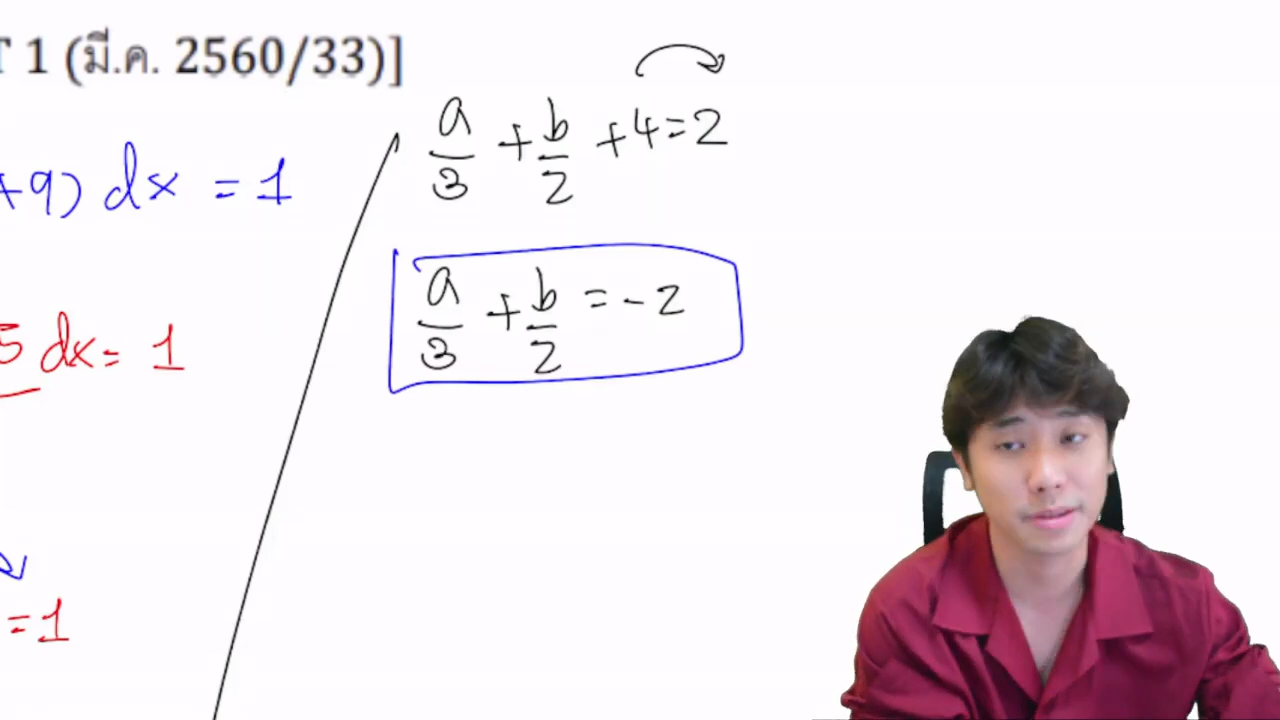 T 1 (มี.ค. 2560/33)]
+9) dx = 1
5 dx = 1
= 1
a/3 + b/2 + 4 = 2
a/3 + b/2 = -2